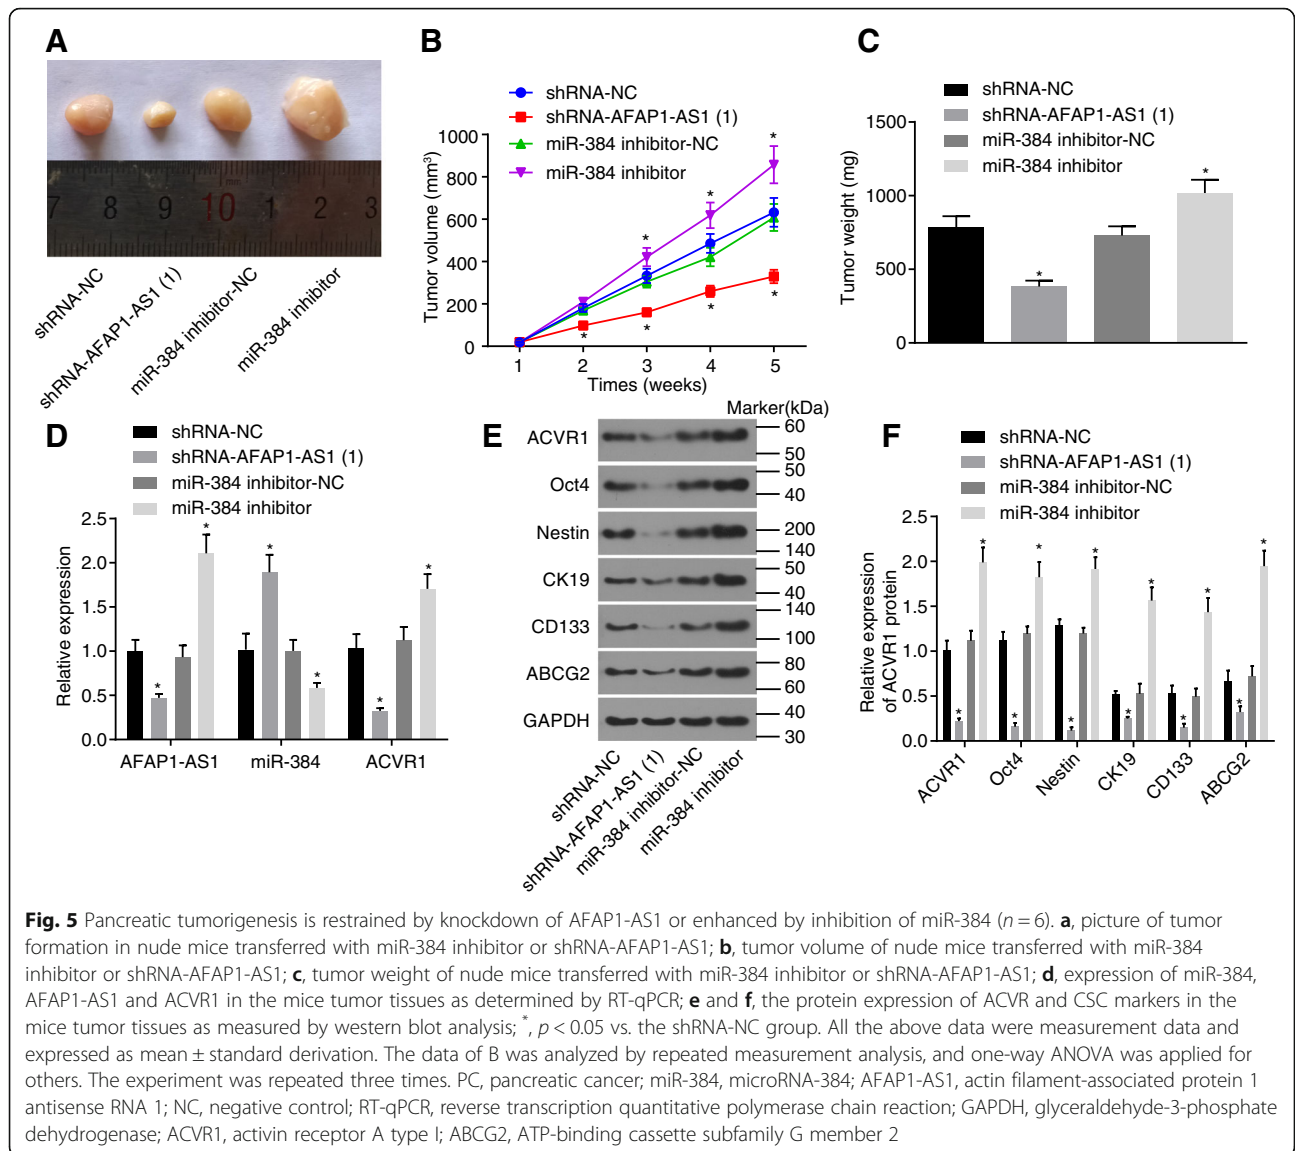 A
7 8 9 10 1 2 3
mm
shRNA-NC
shRNA-AFAP1-AS1 (1)
miR-384 inhibitor-NC
miR-384 inhibitor
B
shRNA-NC
shRNA-AFAP1-AS1 (1)
miR-384 inhibitor-NC
miR-384 inhibitor
Tumor volume (mm³)
1000
800
600
400
200
0
* * * *
* * * *
1 2 3 4 5
Times (weeks)
C
shRNA-NC
shRNA-AFAP1-AS1 (1)
miR-384 inhibitor-NC
miR-384 inhibitor
Tumor weight (mg)
1500
1000
500
0
* *
D
shRNA-NC
shRNA-AFAP1-AS1 (1)
miR-384 inhibitor-NC
miR-384 inhibitor
Relative expression
2.5
2.0
1.5
1.0
0.5
0.0
* * * * * *
AFAP1-AS1 miR-384 ACVR1
E
Marker(kDa)
ACVR1 60
50
Oct4 50
40
Nestin 200
140
CK19 50
40
CD133 140
100
ABCG2 80
60
GAPDH 40
30
shRNA-NC
shRNA-AFAP1-AS1 (1)
miR-384 inhibitor-NC
miR-384 inhibitor
F
shRNA-NC
shRNA-AFAP1-AS1 (1)
miR-384 inhibitor-NC
miR-384 inhibitor
Relative expression
of ACVR1 protein
2.5
2.0
1.5
1.0
0.5
0.0
* * * * * * * * * * * *
ACVR1 Oct4 Nestin CK19 CD133 ABCG2
Fig. 5 Pancreatic tumorigenesis is restrained by knockdown of AFAP1-AS1 or enhanced by inhibition of miR-384 (n = 6). a, picture of tumor
formation in nude mice transferred with miR-384 inhibitor or shRNA-AFAP1-AS1; b, tumor volume of nude mice transferred with miR-384
inhibitor or shRNA-AFAP1-AS1; c, tumor weight of nude mice transferred with miR-384 inhibitor or shRNA-AFAP1-AS1; d, expression of miR-384,
AFAP1-AS1 and ACVR1 in the mice tumor tissues as determined by RT-qPCR; e and f, the protein expression of ACVR and CSC markers in the
mice tumor tissues as measured by western blot analysis; *, p < 0.05 vs. the shRNA-NC group. All the above data were measurement data and
expressed as mean ± standard derivation. The data of B was analyzed by repeated measurement analysis, and one-way ANOVA was applied for
others. The experiment was repeated three times. PC, pancreatic cancer; miR-384, microRNA-384; AFAP1-AS1, actin filament-associated protein 1
antisense RNA 1; NC, negative control; RT-qPCR, reverse transcription quantitative polymerase chain reaction; GAPDH, glyceraldehyde-3-phosphate
dehydrogenase; ACVR1, activin receptor A type I; ABCG2, ATP-binding cassette subfamily G member 2